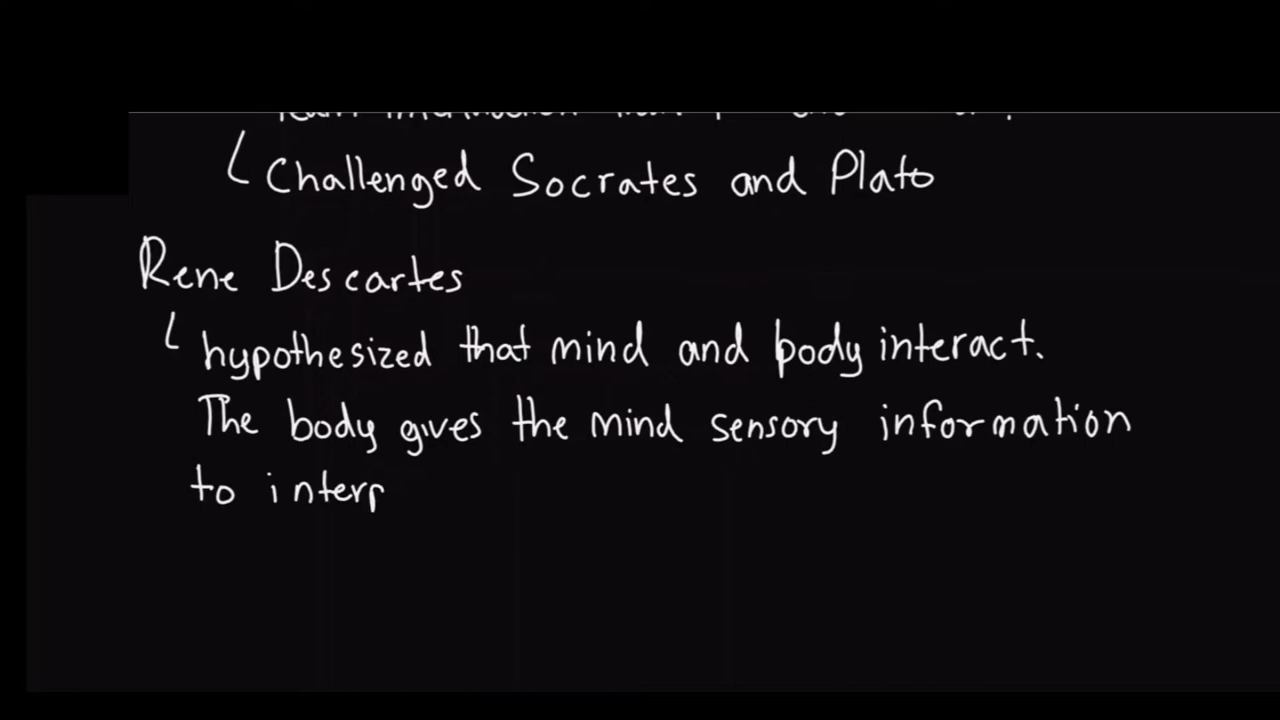 Challenged Socrates and Plato
Rene Descartes
hypothesized that mind and body interact.
The body gives the mind sensory information
to interp